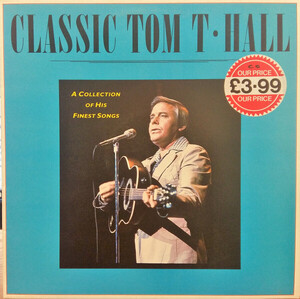 CLASSIC TOM T·HALL
A COLLECTION
OF HIS
FINEST SONGS
OUR PRICE
£3·99
OUR PRICE